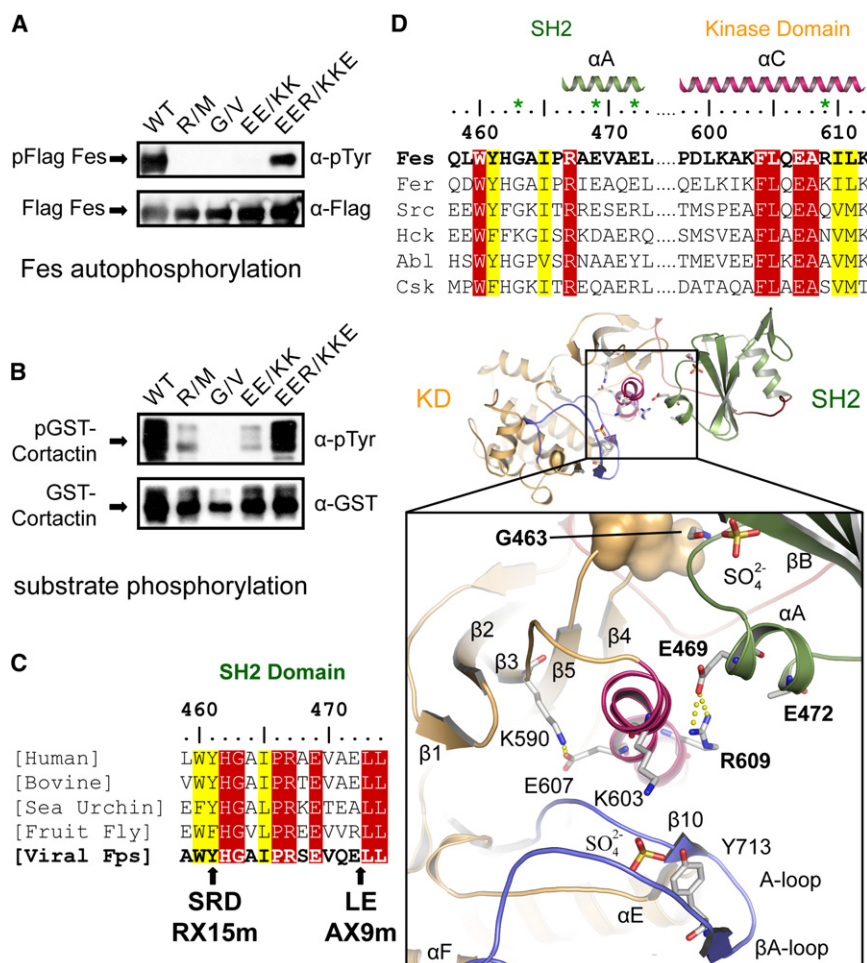 A
WT
R/M
G/V
EE/KK
EER/KKE
pFlag Fes
α-pTyr
Flag Fes
α-Flag
Fes autophosphorylation
B
WT
R/M
G/V
EE/KK
EER/KKE
pGST-
Cortactin
α-pTyr
GST-
Cortactin
α-GST
substrate phosphorylation
C
SH2 Domain
460 470
[Human] LWYHGAIPRAEVAELL
[Bovine] VWYHGAIPRTEVAELL
[Sea Urchin] EFYHGALPRKETEALL
[Fruit Fly] EWFHGVLPREEVVRLL
[Viral Fps] AWYHGAIPRSEVQELL
SRD
RX15m
LE
AX9m
D
SH2 Kinase Domain
αA αC
* * * *
460 470 600 610
Fes QLWYHGAIPRAEVAEL....PDLKAKFLQEARILK
Fer QDWYHGAIPRIEAQEL....QELKIKFLQEAKILK
Src EEWYFGKITRRESERL....TMSPEAFLQEAQVMK
Hck EEWFFKGISRKDAERQ....SMSVEAFLAEANVMK
Abl HSWYHGPVSRNAAEYL....TMEVEEFLKEAAVMK
Csk MPWFHGKITREQAERL....DATAQAFLAEASVMT
KD
SH2
G463
SO₄²⁻
βB
αA
β2
β4
β3
β5
E469
E472
K590
β1
R609
E607
K603
β10
Y713
SO₄²⁻
A-loop
αE
αF
βA-loop